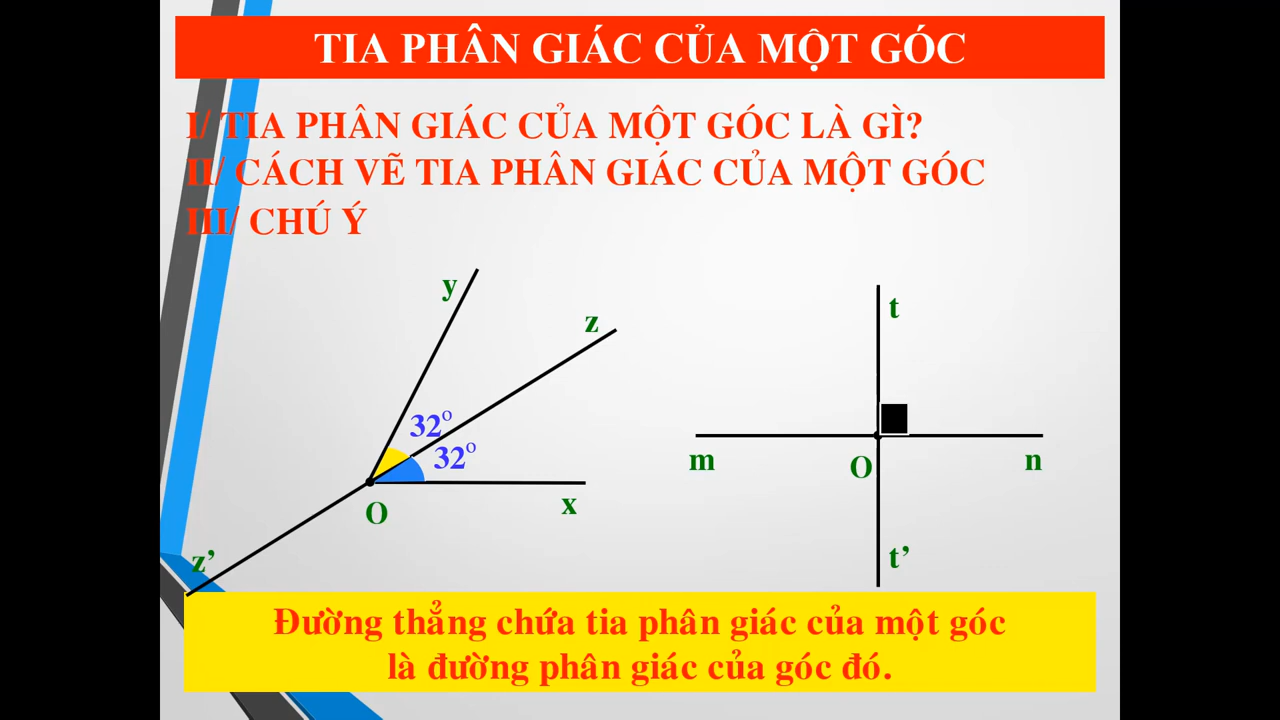 TIA PHÂN GIÁC CỦA MỘT GÓC
I/ TIA PHÂN GIÁC CỦA MỘT GÓC LÀ GÌ?
II/ CÁCH VẼ TIA PHÂN GIÁC CỦA MỘT GÓC
III/ CHÚ Ý
y
z
32º
32º
x
O
z’
t
m
O
n
t’
Đường thẳng chứa tia phân giác của một góc
là đường phân giác của góc đó.